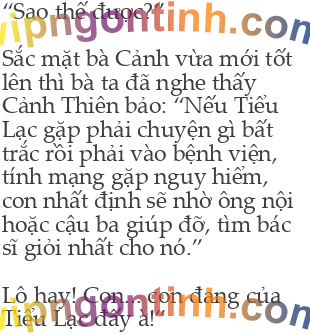 “Sao thế được?”
vipngontinh.com
Sắc mặt bà Cảnh vừa mới tốt
lên thì bà ta đã nghe thấy
Cảnh Thiên bảo: “Nếu Tiểu
Lạc gặp phải chuyện gì bất
trắc rồi phải vào bệnh viện,
tính mạng gặp nguy hiểm,
con nhất định sẽ nhờ ông nội
hoặc cậu ba giúp đỡ, tìm bác
sĩ giỏi nhất cho nó.”
Lô hay! Con... con đăng của
vipngontinh.com
Tiểu Lạc đây à!”